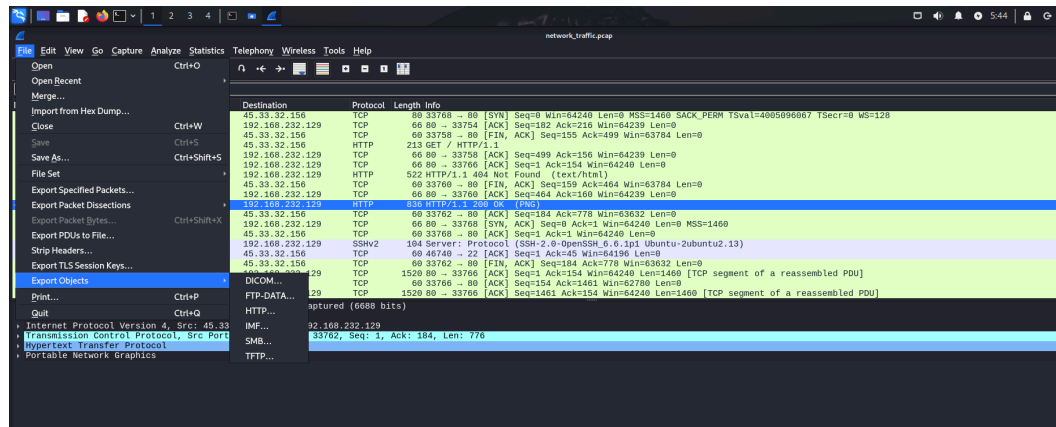 1 2 3 4
5:44
network_traffic.pcap
File Edit View Go Capture Analyze Statistics Telephony Wireless Tools Help
Open Ctrl+O
Open Recent
Merge...
Import from Hex Dump...
Close Ctrl+W
Save Ctrl+S
Save As... Ctrl+Shift+S
File Set
Export Specified Packets...
Export Packet Dissections
Export Packet Bytes... Ctrl+Shift+X
Export PDUs to File...
Strip Headers...
Export TLS Session Keys...
Export Objects
Print... Ctrl+P
Quit Ctrl+Q
DICOM...
FTP-DATA...
HTTP...
IMF...
SMB...
TFTP...
Destination Protocol Length Info
45.33.32.156 TCP 80 33768 → 80 [SYN] Seq=0 Win=64240 Len=0 MSS=1460 SACK_PERM TSval=4005096067 TSecr=0 WS=128
192.168.232.129 TCP 66 80 → 33754 [ACK] Seq=182 Ack=216 Win=64239 Len=0
45.33.32.156 TCP 60 33758 → 80 [FIN, ACK] Seq=155 Ack=499 Win=63784 Len=0
45.33.32.156 HTTP 213 GET / HTTP/1.1
192.168.232.129 TCP 66 80 → 33758 [ACK] Seq=499 Ack=156 Win=64239 Len=0
192.168.232.129 TCP 66 80 → 33766 [ACK] Seq=1 Ack=154 Win=64240 Len=0
192.168.232.129 HTTP 522 HTTP/1.1 404 Not Found (text/html)
45.33.32.156 TCP 60 33760 → 80 [FIN, ACK] Seq=159 Ack=464 Win=63784 Len=0
192.168.232.129 TCP 66 80 → 33760 [ACK] Seq=464 Ack=160 Win=64239 Len=0
192.168.232.129 HTTP 836 HTTP/1.1 200 OK (PNG)
45.33.32.156 TCP 60 33762 → 80 [ACK] Seq=184 Ack=778 Win=63632 Len=0
192.168.232.129 TCP 66 80 → 33768 [SYN, ACK] Seq=0 Ack=1 Win=64240 Len=0 MSS=1460
45.33.32.156 TCP 60 33768 → 80 [ACK] Seq=1 Ack=1 Win=64240 Len=0
192.168.232.129 SSHv2 104 Server: Protocol (SSH-2.0-OpenSSH_6.6.1p1 Ubuntu-2ubuntu2.13)
45.33.32.156 TCP 60 46740 → 22 [ACK] Seq=1 Ack=45 Win=64196 Len=0
192.168.232.129 TCP 1520 80 → 33766 [ACK] Seq=1 Ack=154 Win=64240 Len=1460 [TCP segment of a reassembled PDU]
45.33.32.156 TCP 60 33766 → 80 [ACK] Seq=154 Ack=1461 Win=62780 Len=0
45.33.32.156 TCP 60 33762 → 80 [FIN, ACK] Seq=184 Ack=778 Win=63632 Len=0
129 TCP 1520 80 → 33766 [ACK] Seq=1461 Ack=154 Win=64240 Len=1460 [TCP segment of a reassembled PDU]
aptured (6688 bits)
Internet Protocol Version 4, Src: 45.33 92.168.232.129
Transmission Control Protocol, Src Port 33762, Seq: 1, Ack: 184, Len: 776
Hypertext Transfer Protocol
Portable Network Graphics